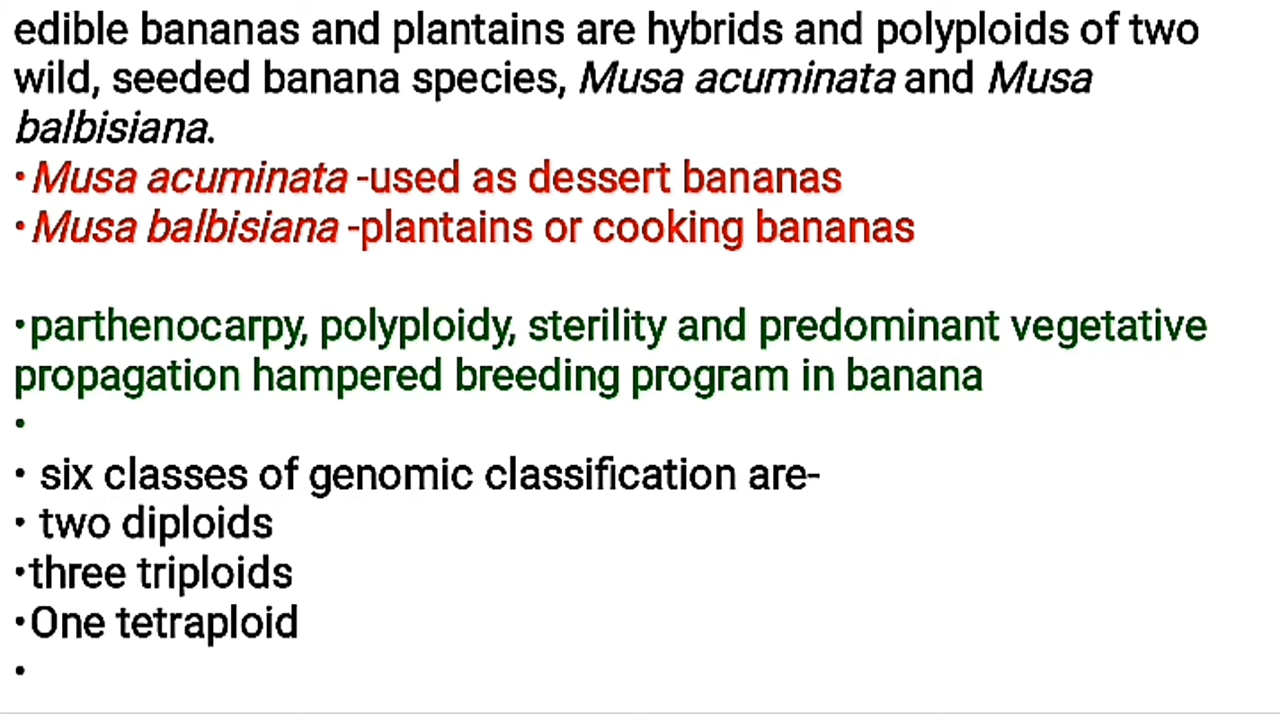 edible bananas and plantains are hybrids and polyploids of two
wild, seeded banana species, Musa acuminata and Musa
balbisiana.
•Musa acuminata -used as dessert bananas
•Musa balbisiana -plantains or cooking bananas
•parthenocarpy, polyploidy, sterility and predominant vegetative
propagation hampered breeding program in banana
•
• six classes of genomic classification are-
• two diploids
•three triploids
•One tetraploid
•